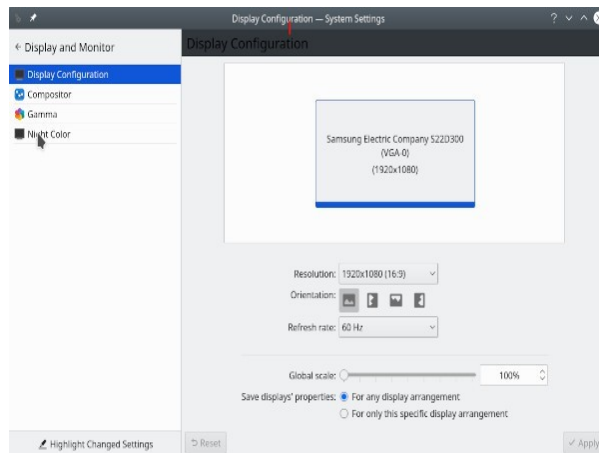 Display Configuration — System Settings
Display and Monitor
Display Configuration
Display Configuration
Compositor
Gamma
Night Color
Samsung Electric Company S22D300
(VGA-0)
(1920x1080)
Resolution: 1920x1080 (16:9)
Orientation:
Refresh rate: 60 Hz
Global scale: 100%
Save displays' properties: For any display arrangement
For only this specific display arrangement
Highlight Changed Settings
Reset
Apply